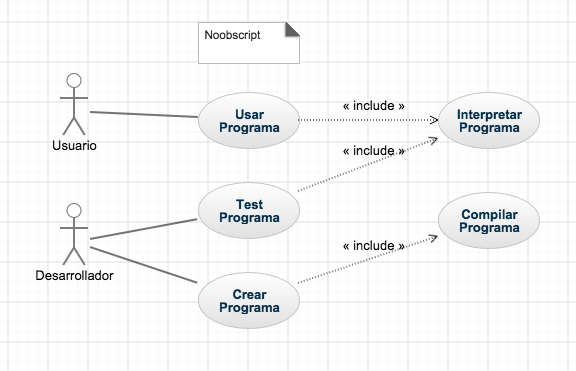 Noobscript
Usuario
Usar
Programa
« include »
Interpretar
Programa
« include »
Test
Programa
Compilar
Programa
Desarrollador
« include »
Crear
Programa